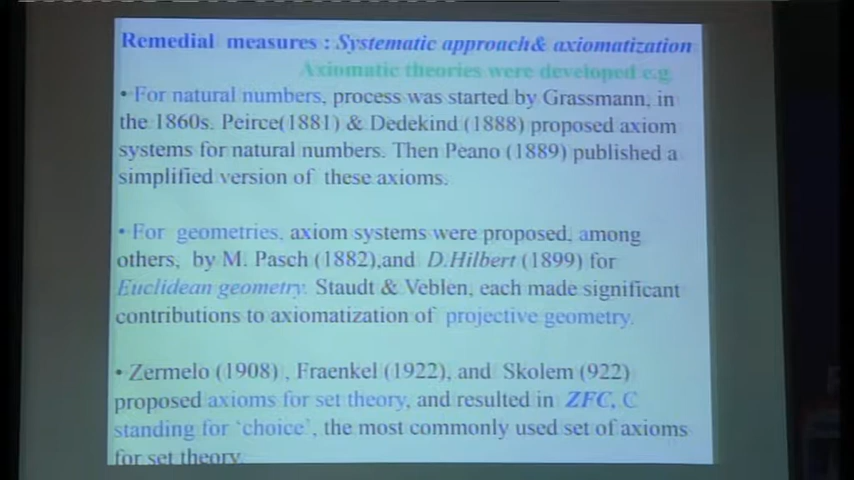 Remedial measures : Systematic approach& axiomatization
Axiomatic theories were developed e.g.
• For natural numbers, process was started by Grassmann, in
the 1860s. Peirce(1881) & Dedekind (1888) proposed axiom
systems for natural numbers. Then Peano (1889) published a
simplified version of these axioms.
• For geometries, axiom systems were proposed, among
others, by M. Pasch (1882),and D.Hilbert (1899) for
Euclidean geometry. Staudt & Veblen, each made significant
contributions to axiomatization of projective geometry.
• Zermelo (1908) , Fraenkel (1922), and Skolem (922)
proposed axioms for set theory, and resulted in ZFC, C
standing for ‘choice’, the most commonly used set of axioms
for set theory.